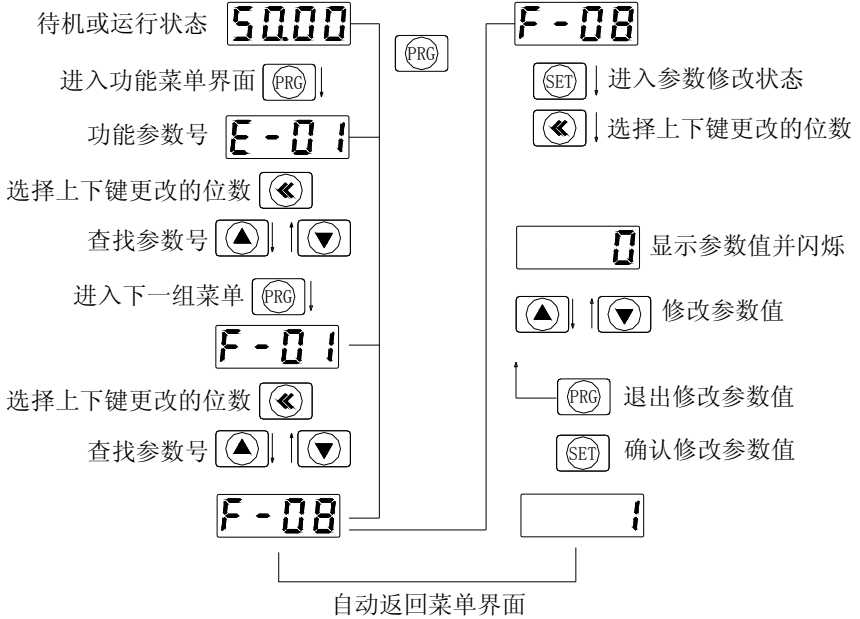 待机或运行状态 50.00
进入功能菜单界面 PRG
功能参数号 E-01
选择上下键更改的位数
查找参数号
进入下一组菜单 PRG
F-01
选择上下键更改的位数
查找参数号
F-08
PRG
F-08
SET 进入参数修改状态
选择上下键更改的位数
0 显示参数值并闪烁
修改参数值
PRG 退出修改参数值
SET 确认修改参数值
1
自动返回菜单界面